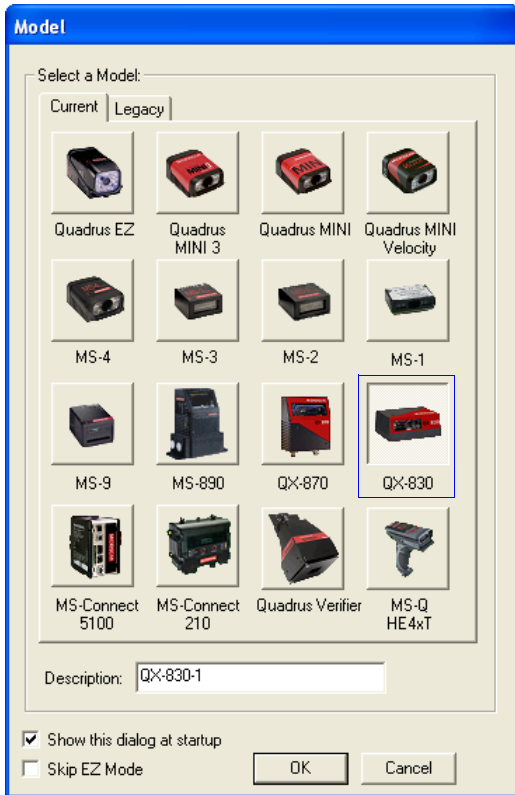 Model
Select a Model:
Current Legacy
Quadrus EZ
Quadrus
MINI 3
Quadrus MINI
Quadrus MINI
Velocity
MS-4
MS-3
MS-2
MS-1
MS-9
MS-890
QX-870
QX-830
MS-Connect
5100
MS-Connect
210
Quadrus Verifier
MS-Q
HE4xT
Description: QX-830-1
Show this dialog at startup
Skip EZ Mode
OK Cancel